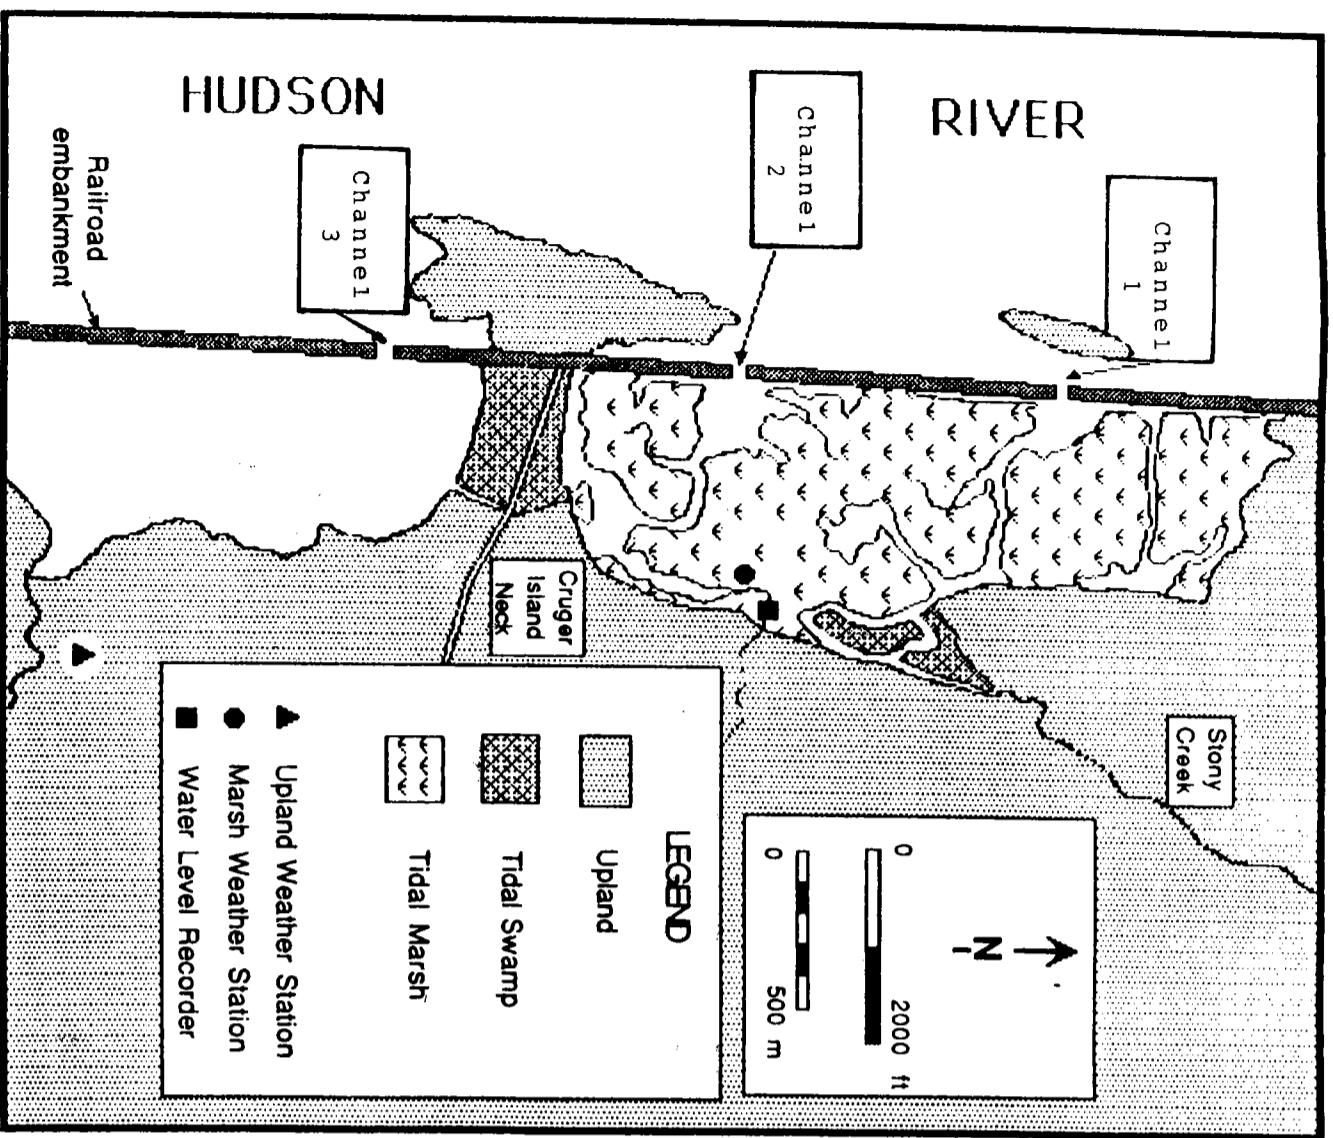 HUDSON
RIVER
Channel
1
Channel
2
Channel
3
Railroad
embankment
Cruger
Island
Neck
Stony
Creek
LEGEND
Upland
Tidal Swamp
Tidal Marsh
Upland Weather Station
Marsh Weather Station
Water Level Recorder
-N
0 2000 ft
0 500 m